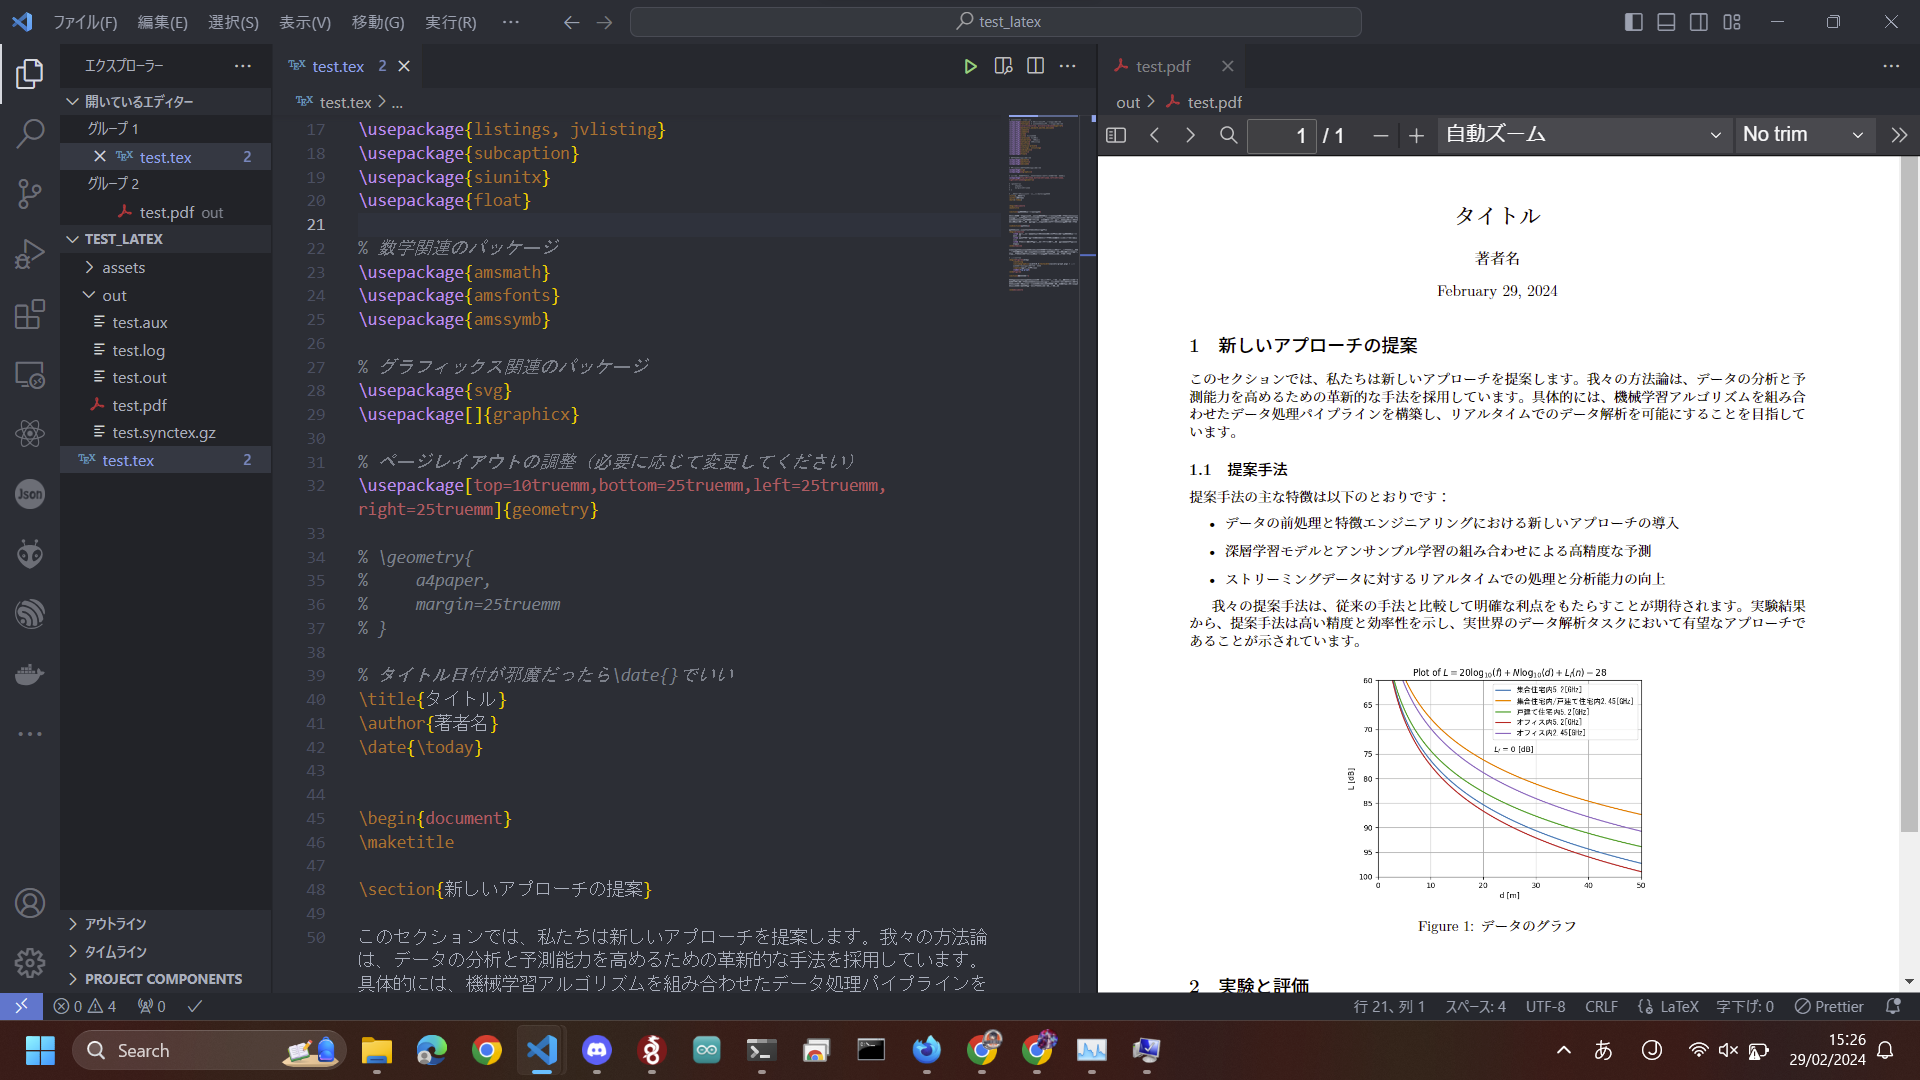 ファイル(F) 編集(E) 選択(S) 表示(V) 移動(G) 実行(R) ··· test_latex
エクスプローラー ···
開いているエディター
グループ 1
test.tex 2
グループ 2
test.pdf out
TEST_LATEX
assets
out
test.aux
test.log
test.out
test.pdf
test.synctex.gz
test.tex 2
アウトライン
タイムライン
PROJECT COMPONENTS
Json
TEX test.tex 2
TEX test.tex > ...
17 \usepackage{listings, jvlisting}
18 \usepackage{subcaption}
19 \usepackage{siunitx}
20 \usepackage{float}
21
22 % 数学関連のパッケージ
23 \usepackage{amsmath}
24 \usepackage{amsfonts}
25 \usepackage{amssymb}
26
27 % グラフィックス関連のパッケージ
28 \usepackage{svg}
29 \usepackage[]{graphicx}
30
31 % ページレイアウトの調整（必要に応じて変更してください）
32 \usepackage[top=10truemm,bottom=25truemm,left=25truemm,
right=25truemm]{geometry}
33
34 % \geometry{
35 % a4paper,
36 % margin=25truemm
37 % }
38
39 % タイトル日付が邪魔だったら\date{}でいい
40 \title{タイトル}
41 \author{著者名}
42 \date{\today}
43
44
45 \begin{document}
46 \maketitle
47
48 \section{新しいアプローチの提案}
49
50 このセクションでは、私たちは新しいアプローチを提案します。我々の方法論
は、データの分析と予測能力を高めるための革新的な手法を採用しています。
具体的には、機械学習アルゴリズムを組み合わせたデータ処理パイプラインを
test.pdf
out > test.pdf
1 / 1 自動ズーム No trim
タイトル
著者名
February 29, 2024
1 新しいアプローチの提案
このセクションでは、私たちは新しいアプローチを提案します。我々の方法論は、データの分析と予
測能力を高めるための革新的な手法を採用しています。具体的には、機械学習アルゴリズムを組み合
わせたデータ処理パイプラインを構築し、リアルタイムでのデータ解析を可能にすることを目指して
います。
1.1 提案手法
提案手法の主な特徴は以下のとおりです：
• データの前処理と特徴エンジニアリングにおける新しいアプローチの導入
• 深層学習モデルとアンサンブル学習の組み合わせによる高精度な予測
• ストリーミングデータに対するリアルタイムでの処理と分析能力の向上
我々の提案手法は、従来の手法と比較して明確な利点をもたらすことが期待されます。実験結果
から、提案手法は高い精度と効率性を示し、実世界のデータ解析タスクにおいて有望なアプローチで
あることが示されています。
Plot of L = 20log10(f) + Nlog10(d) + Lf(n) − 28
集合住宅内5.2[GHz]
集合住宅内/戸建て住宅内2.45[GHz]
戸建て住宅内5.2[GHz]
オフィス内5.2[GHz]
オフィス内2.45[GHz]
Lf = 0 [dB]
L [dB]
60
65
70
75
80
85
90
95
100
0 10 20 30 40 50
d [m]
Figure 1: データのグラフ
2 実験と評価
0 4 0 行 21、列 1 スペース: 4 UTF-8 CRLF {} LaTeX 字下げ: 0 Prettier
Search
あ J 15:26
29/02/2024